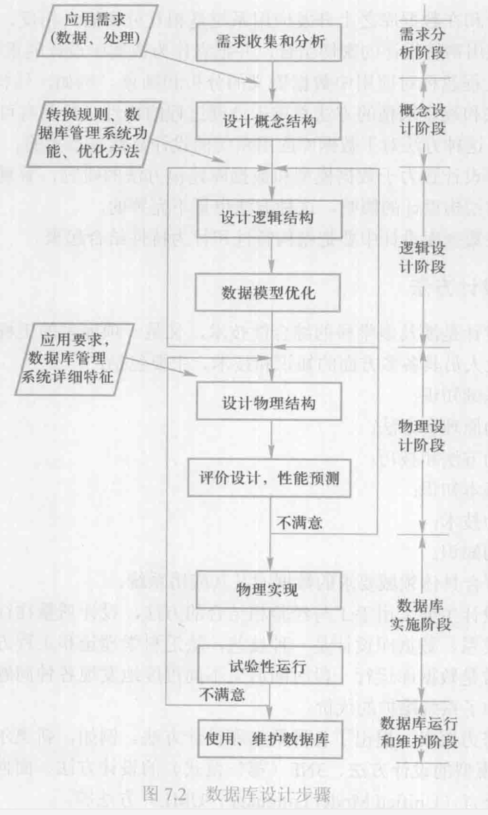 应用需求
(数据、处理)
需求收集和分析
需求分
析阶段
设计概念结构
概念设
计阶段
转换规则、数
据库管理系统功
能、优化方法
设计逻辑结构
逻辑设
计阶段
数据模型优化
应用要求，
数据库管理
系统详细特征
设计物理结构
物理设
计阶段
评价设计，性能预测
不满意
物理实现
数据库
实施阶段
试验性运行
不满意
使用、维护数据库
数据库运行
和维护阶段
图 7.2 数据库设计步骤